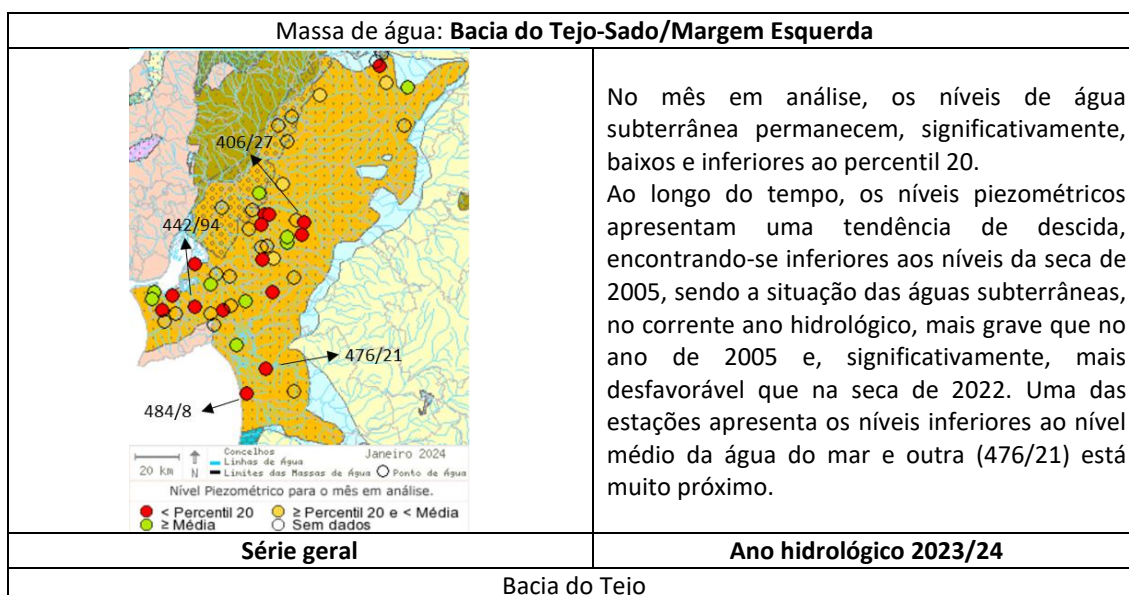 Massa de água: Bacia do Tejo-Sado/Margem Esquerda
406/27
442/94
476/21
484/8
20 km
N
Concelhos
Linhas de Água
Limites das Massas de Água
Ponto de Água
Janeiro 2024
Nível Piezométrico para o mês em análise.
< Percentil 20
≥ Percentil 20 e < Média
≥ Média
Sem dados
No mês em análise, os níveis de água
subterrânea permanecem, significativamente,
baixos e inferiores ao percentil 20.
Ao longo do tempo, os níveis piezométricos
apresentam uma tendência de descida,
encontrando-se inferiores aos níveis da seca de
2005, sendo a situação das águas subterrâneas,
no corrente ano hidrológico, mais grave que no
ano de 2005 e, significativamente, mais
desfavorável que na seca de 2022. Uma das
estações apresenta os níveis inferiores ao nível
médio da água do mar e outra (476/21) está
muito próximo.
Série geral
Ano hidrológico 2023/24
Bacia do Tejo